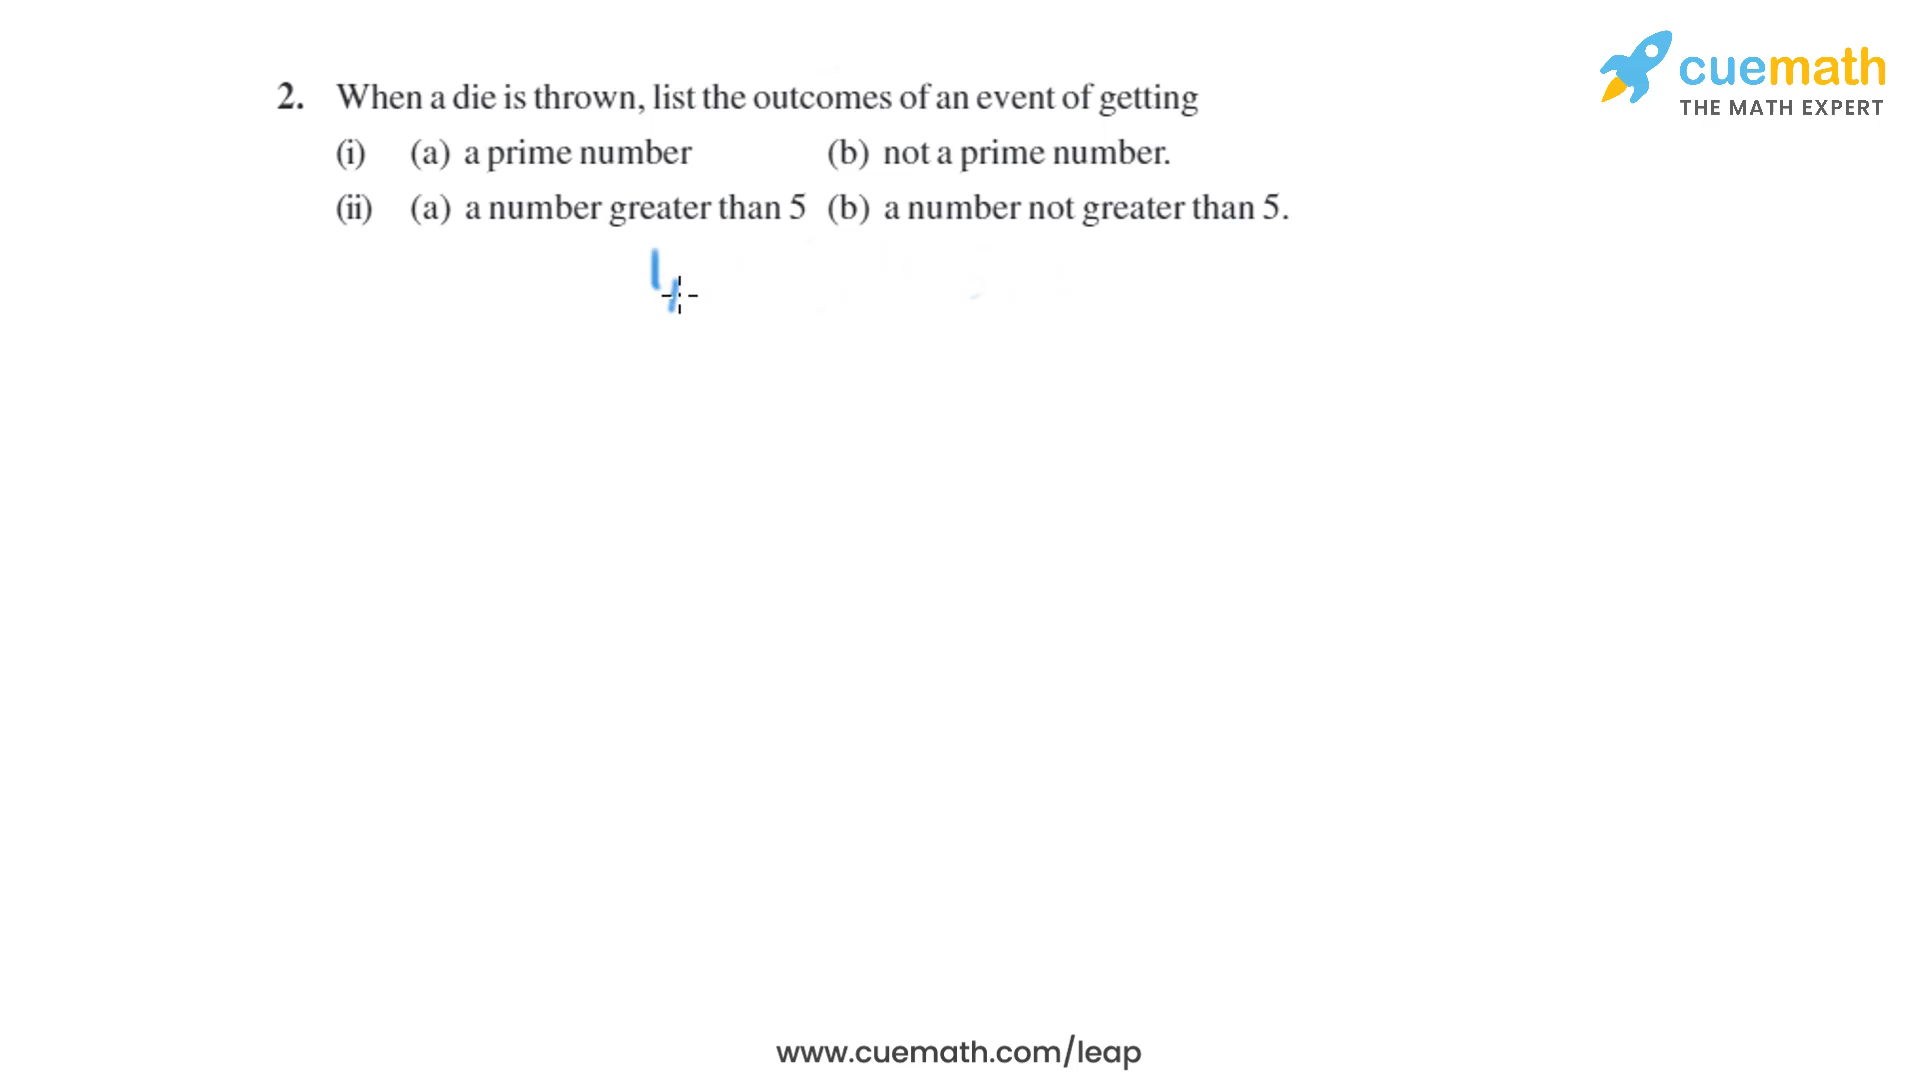 cuemath
THE MATH EXPERT
2. When a die is thrown, list the outcomes of an event of getting
(i) (a) a prime number (b) not a prime number.
(ii) (a) a number greater than 5 (b) a number not greater than 5.
www.cuemath.com/leap